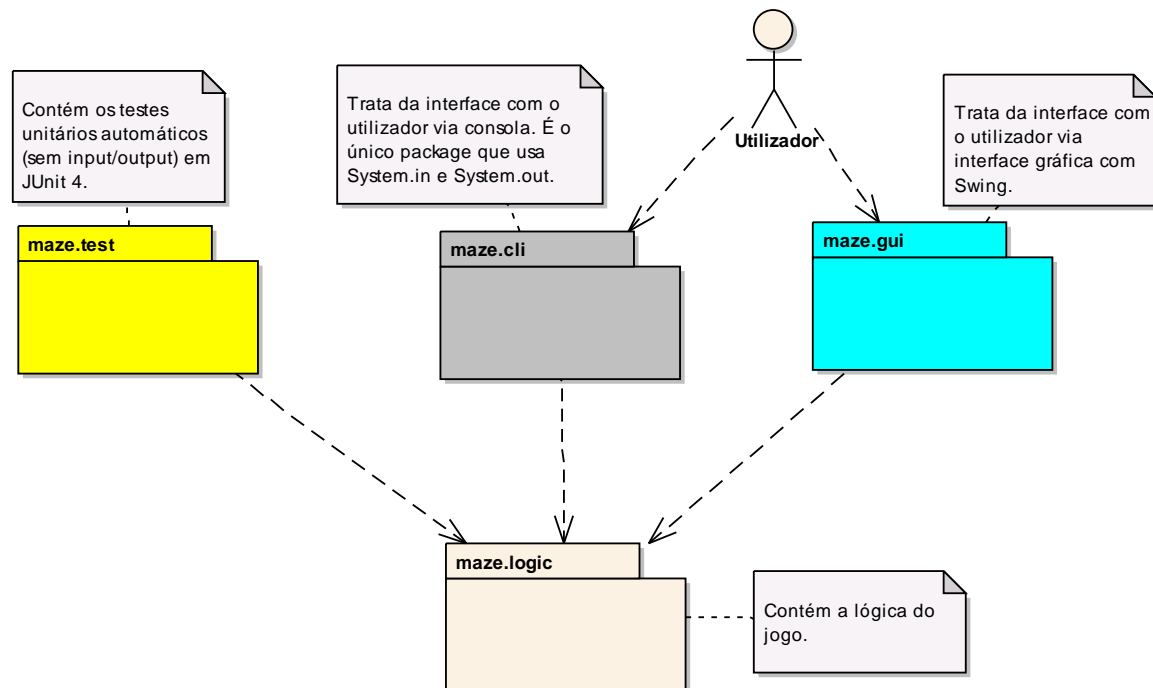 Contém os testes
unitários automáticos
(sem input/output) em
JUnit 4.
Trata da interface com o
utilizador via consola. É o
único package que usa
System.in e System.out.
Utilizador
Trata da interface com
o utilizador via
interface gráfica com
Swing.
maze.test
maze.cli
maze.gui
maze.logic
Contém a lógica do
jogo.